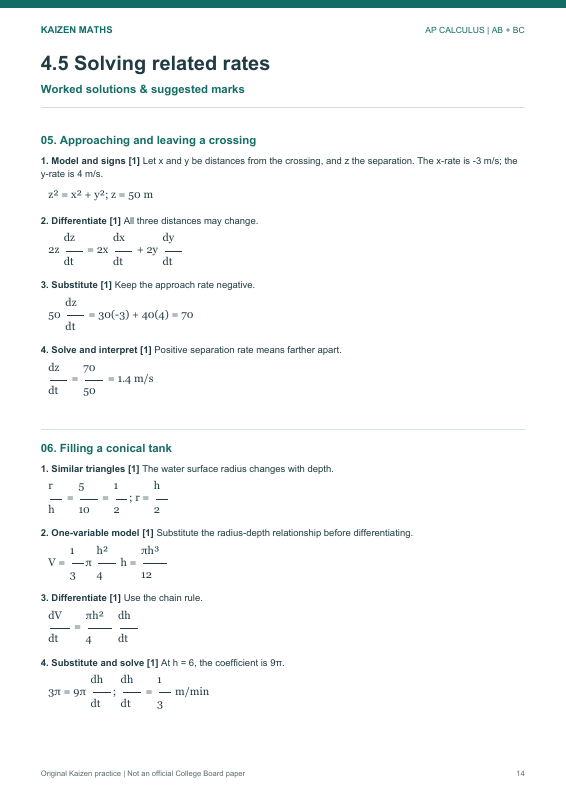 KAIZEN MATHS
AP CALCULUS | AB + BC
4.5 Solving related rates
Worked solutions & suggested marks
05. Approaching and leaving a crossing
1. Model and signs [1] Let x and y be distances from the crossing, and z the separation. The x-rate is -3 m/s; the
y-rate is 4 m/s.
z² = x² + y²; z = 50 m
2. Differentiate [1] All three distances may change.
2z dz/dt = 2x dx/dt + 2y dy/dt
3. Substitute [1] Keep the approach rate negative.
50 dz/dt = 30(-3) + 40(4) = 70
4. Solve and interpret [1] Positive separation rate means farther apart.
dz/dt = 70/50 = 1.4 m/s
06. Filling a conical tank
1. Similar triangles [1] The water surface radius changes with depth.
r/h = 5/10 = 1/2; r = h/2
2. One-variable model [1] Substitute the radius-depth relationship before differentiating.
V = 1/3 π h²/4 h = πh³/12
3. Differentiate [1] Use the chain rule.
dV/dt = πh²/4 dh/dt
4. Substitute and solve [1] At h = 6, the coefficient is 9π.
3π = 9π dh/dt; dh/dt = 1/3 m/min
Original Kaizen practice | Not an official College Board paper
14